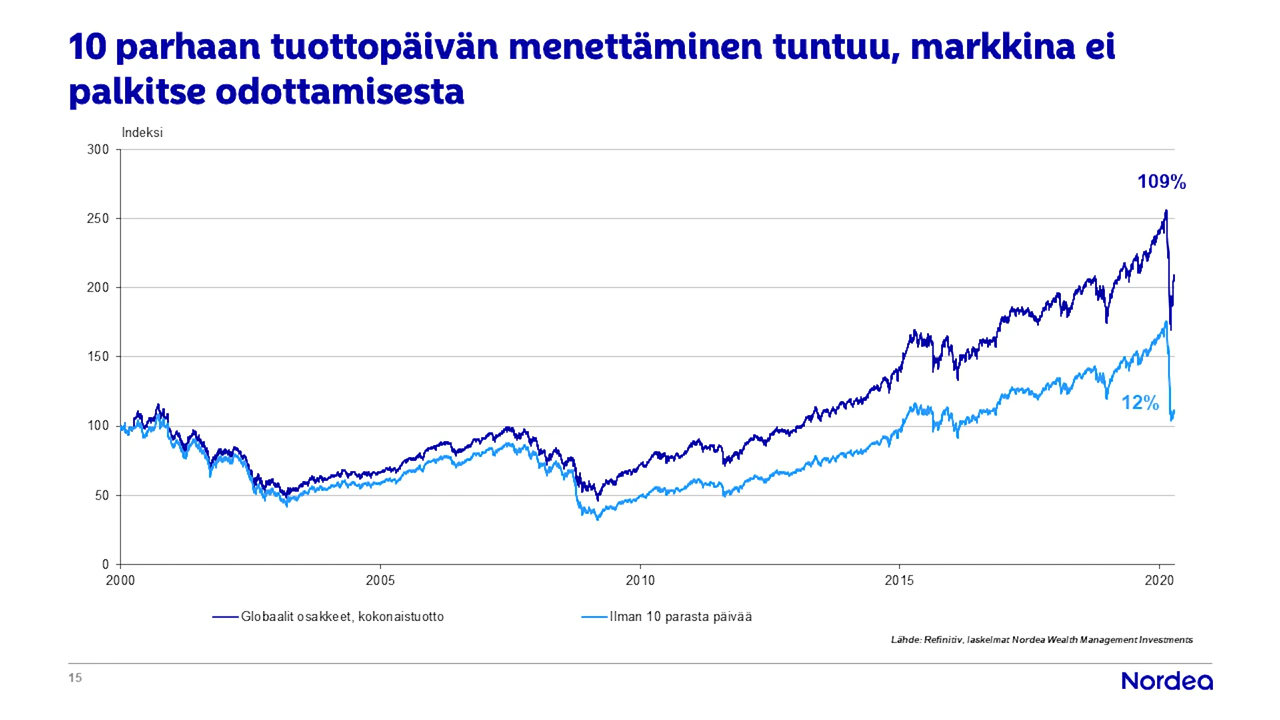 10 parhaan tuottopäivän menettäminen tuntuu, markkina ei
palkitse odottamisesta
Indeksi
300
250
200
150
100
50
0
109%
12%
2000
2005
2010
2015
2020
Globaalit osakkeet, kokonaistuotto
Ilman 10 parasta päivää
Lähde: Refinitiv, laskelmat Nordea Wealth Management Investments
15
Nordea